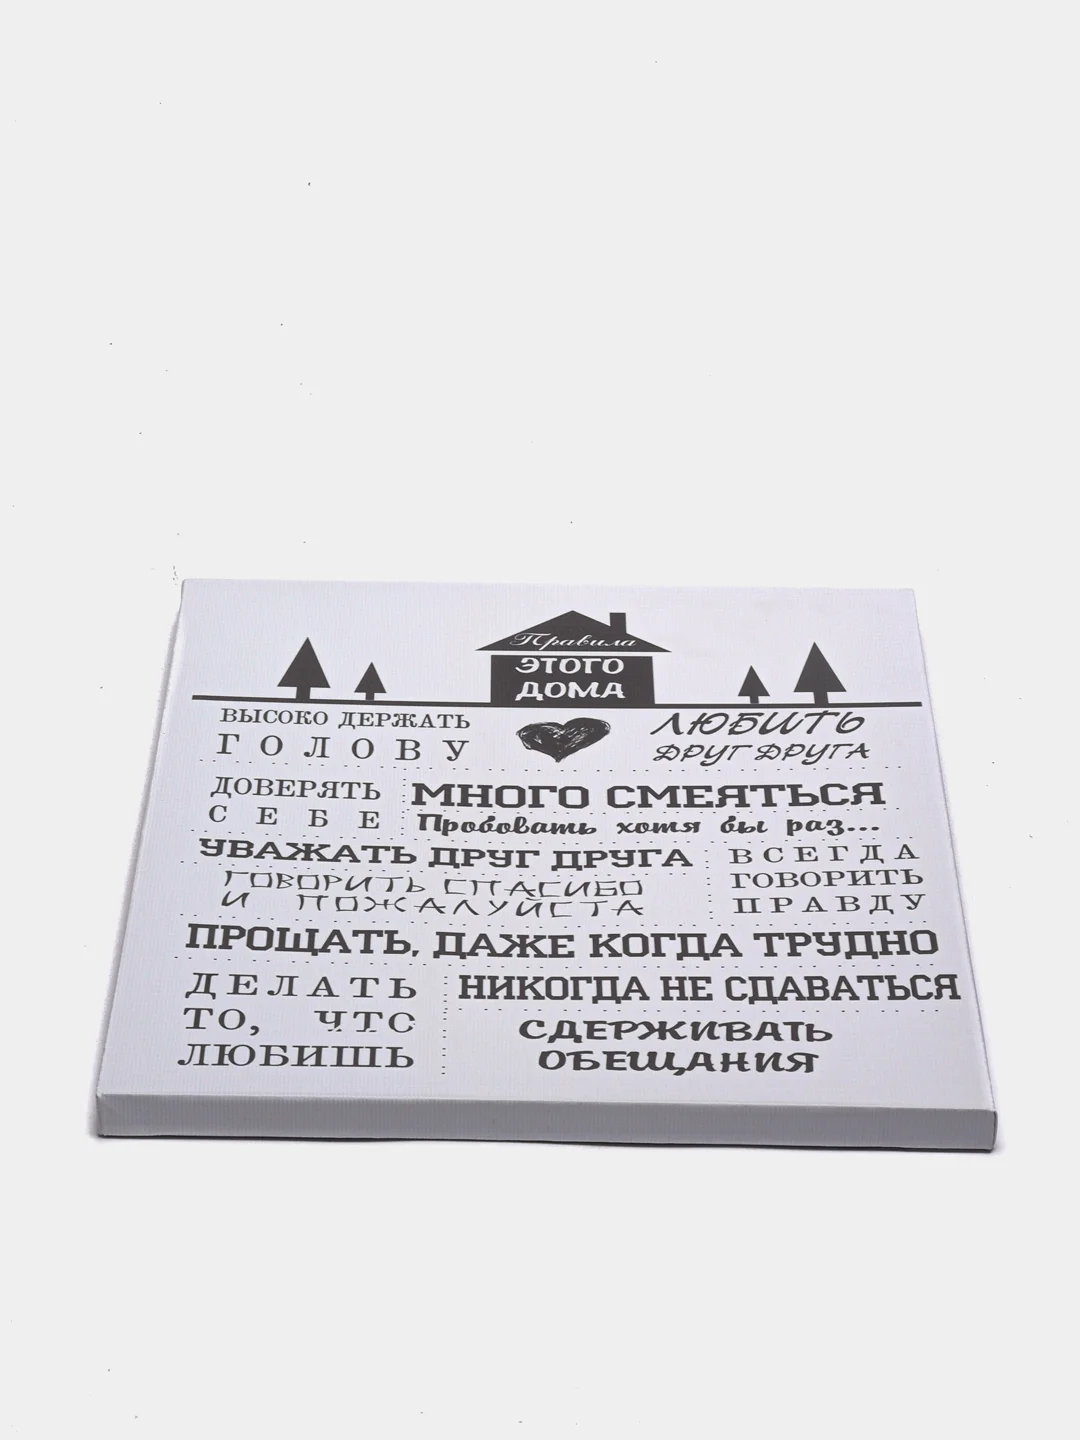 Правила
ЭТОГО
ДОМА
ВЫСОКО ДЕРЖАТЬ
ГОЛОВУ
ЛЮБИТЬ
ДРУГ ДРУГА
ДОВЕРЯТЬ
СЕБЕ
МНОГО СМЕЯТЬСЯ
Пробовать хотя бы раз...
УВАЖАТЬ ДРУГ ДРУГА
ГОВОРИТЬ СПАСИБО
И ПОЖАЛУЙСТА
ВСЕГДА
ГОВОРИТЬ
ПРАВДУ
ПРОЩАТЬ, ДАЖЕ КОГДА ТРУДНО
ДЕЛАТЬ
ТО, ЧТО
ЛЮБИШЬ
НИКОГДА НЕ СДАВАТЬСЯ
СДЕРЖИВАТЬ
ОБЕЩАНИЯ